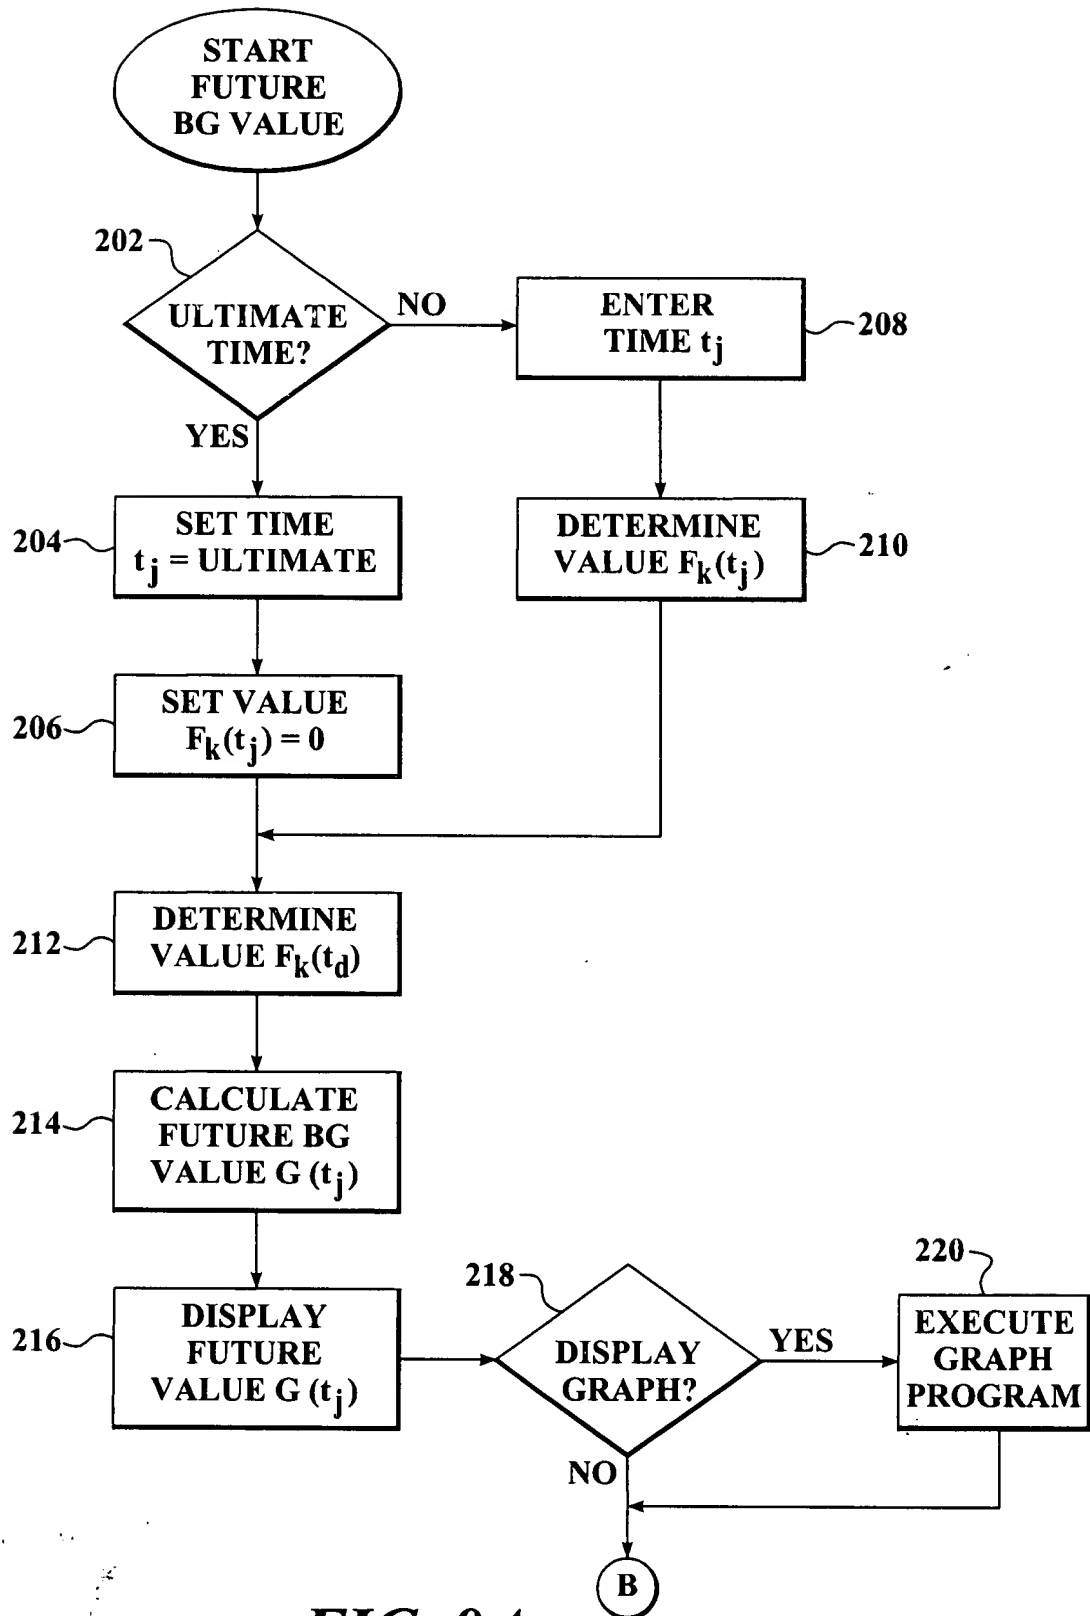 START
FUTURE
BG VALUE
202
ULTIMATE
TIME?
NO
YES
ENTER
TIME tj
208
204
SET TIME
tj = ULTIMATE
DETERMINE
VALUE Fk(tj)
210
206
SET VALUE
Fk(tj) = 0
212
DETERMINE
VALUE Fk(td)
214
CALCULATE
FUTURE BG
VALUE G (tj)
216
DISPLAY
FUTURE
VALUE G (tj)
218
DISPLAY
GRAPH?
YES
NO
220
EXECUTE
GRAPH
PROGRAM
B